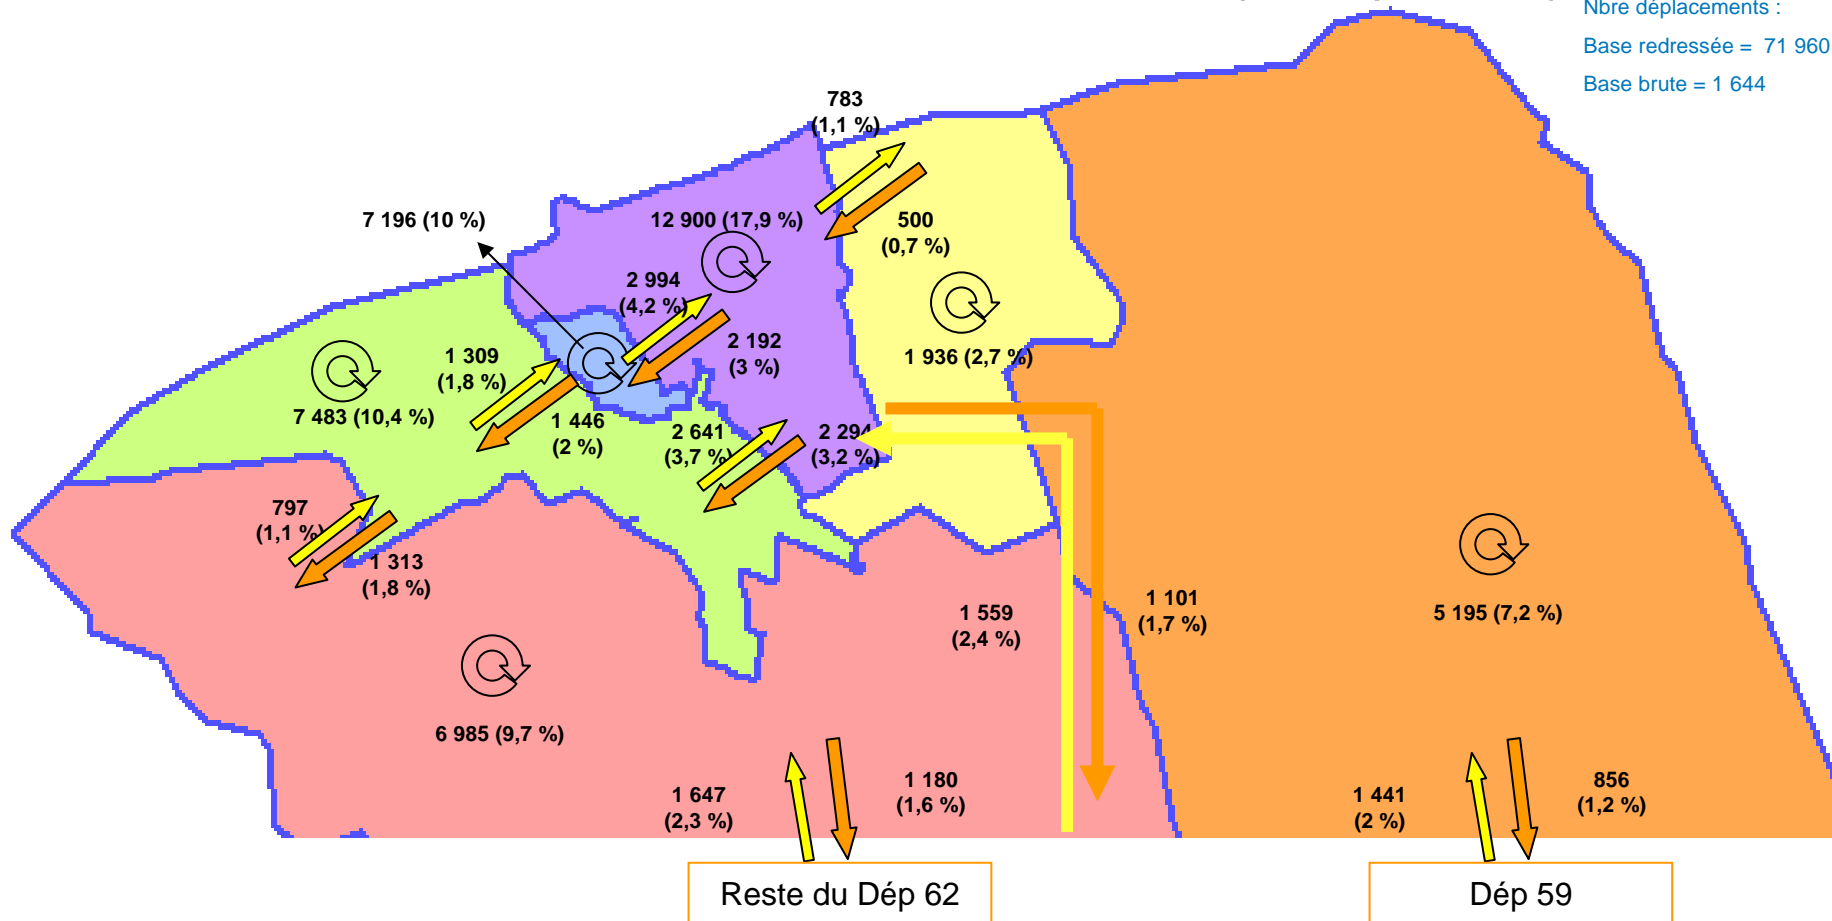 Nbre déplacements :
Base redressée = 71 960
Base brute = 1 644
783
(1,1 %)
7 196 (10 %)
12 900 (17,9 %)
500
(0,7 %)
2 994
(4,2 %)
2 192
(3 %)
1 309
(1,8 %)
1 936 (2,7 %)
7 483 (10,4 %)
1 446
(2 %)
2 641
(3,7 %)
2 294
(3,2 %)
797
(1,1 %)
1 313
(1,8 %)
1 559
(2,4 %)
1 101
(1,7 %)
5 195 (7,2 %)
6 985 (9,7 %)
1 647
(2,3 %)
1 180
(1,6 %)
1 441
(2 %)
856
(1,2 %)
Reste du Dép 62
Dép 59